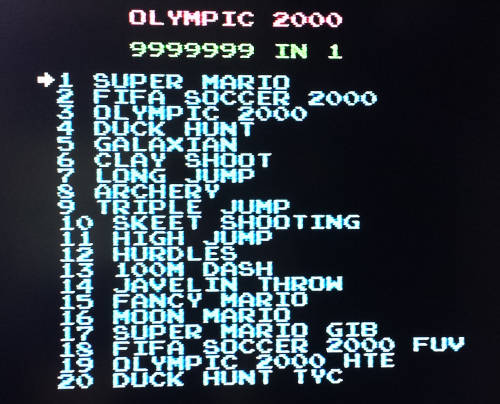 OLYMPIC 2000
9999999 IN 1
1 SUPER MARIO
2 FIFA SOCCER 2000
3 OLYMPIC 2000
4 DUCK HUNT
5 GALAXIAN
6 CLAY SHOOT
7 LONG JUMP
8 ARCHERY
9 TRIPLE JUMP
10 SKEET SHOOTING
11 HIGH JUMP
12 HURDLES
13 100M DASH
14 JAVELIN THROW
15 FANCY MARIO
16 MOON MARIO
17 SUPER MARIO GIB
18 FIFA SOCCER 2000 FUV
19 OLYMPIC 2000 HTE
20 DUCK HUNT TYC